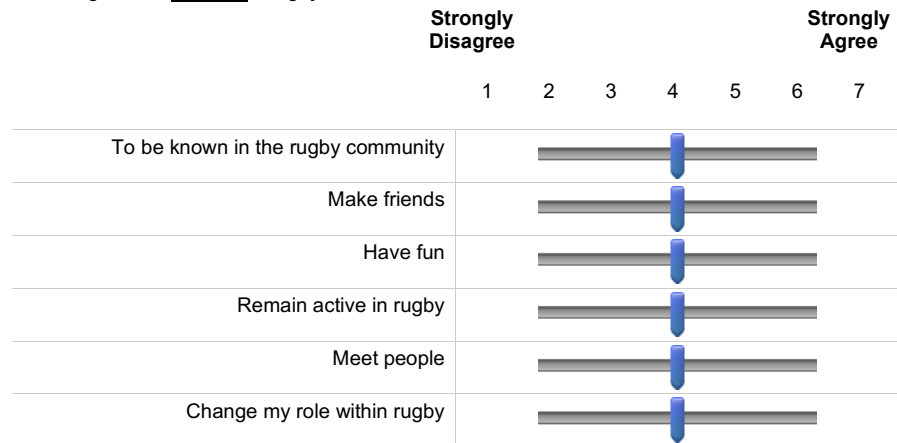 Strongly Disagree
Strongly Agree
1 2 3 4 5 6 7
To be known in the rugby community
Make friends
Have fun
Remain active in rugby
Meet people
Change my role within rugby